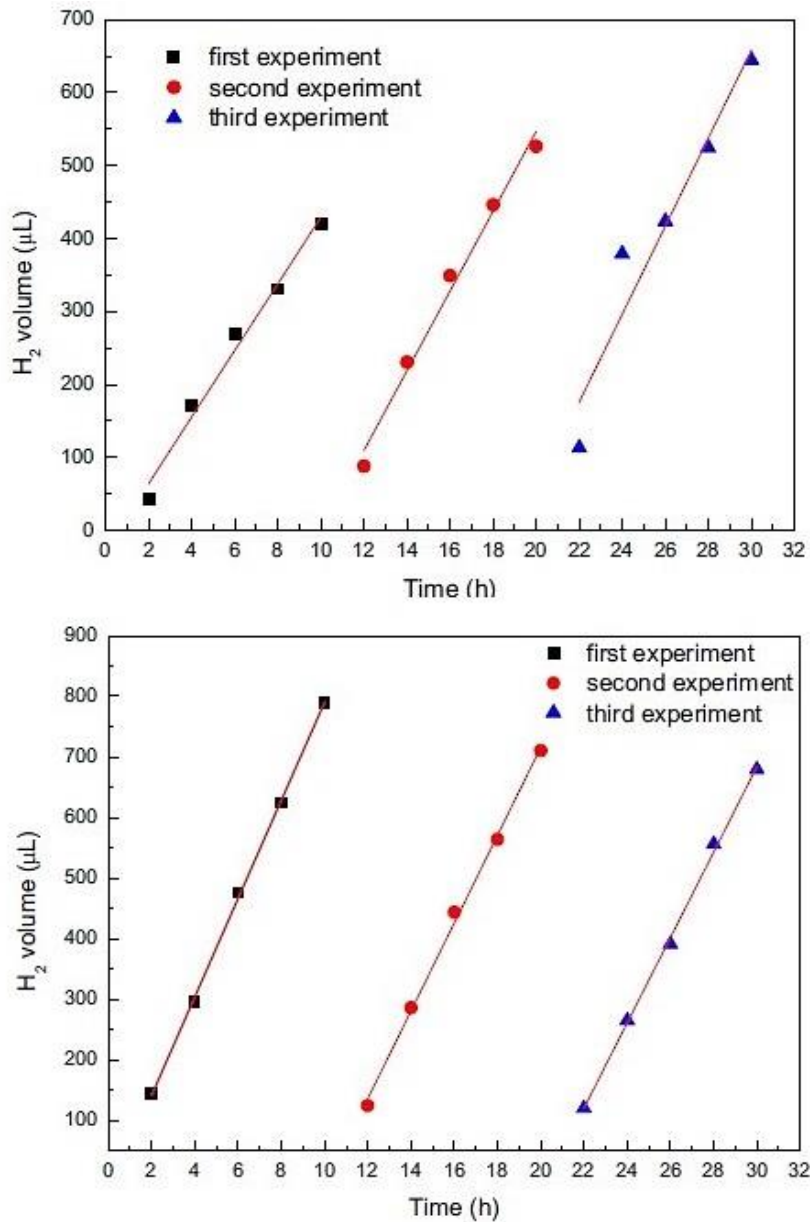 700
600
500
400
300
200
100
0
H₂ volume (μL)
first experiment
second experiment
third experiment
0 2 4 6 8 10 12 14 16 18 20 22 24 26 28 30 32
Time (h)
900
800
700
600
500
400
300
200
100
H₂ volume (μL)
first experiment
second experiment
third experiment
0 2 4 6 8 10 12 14 16 18 20 22 24 26 28 30 32
Time (h)